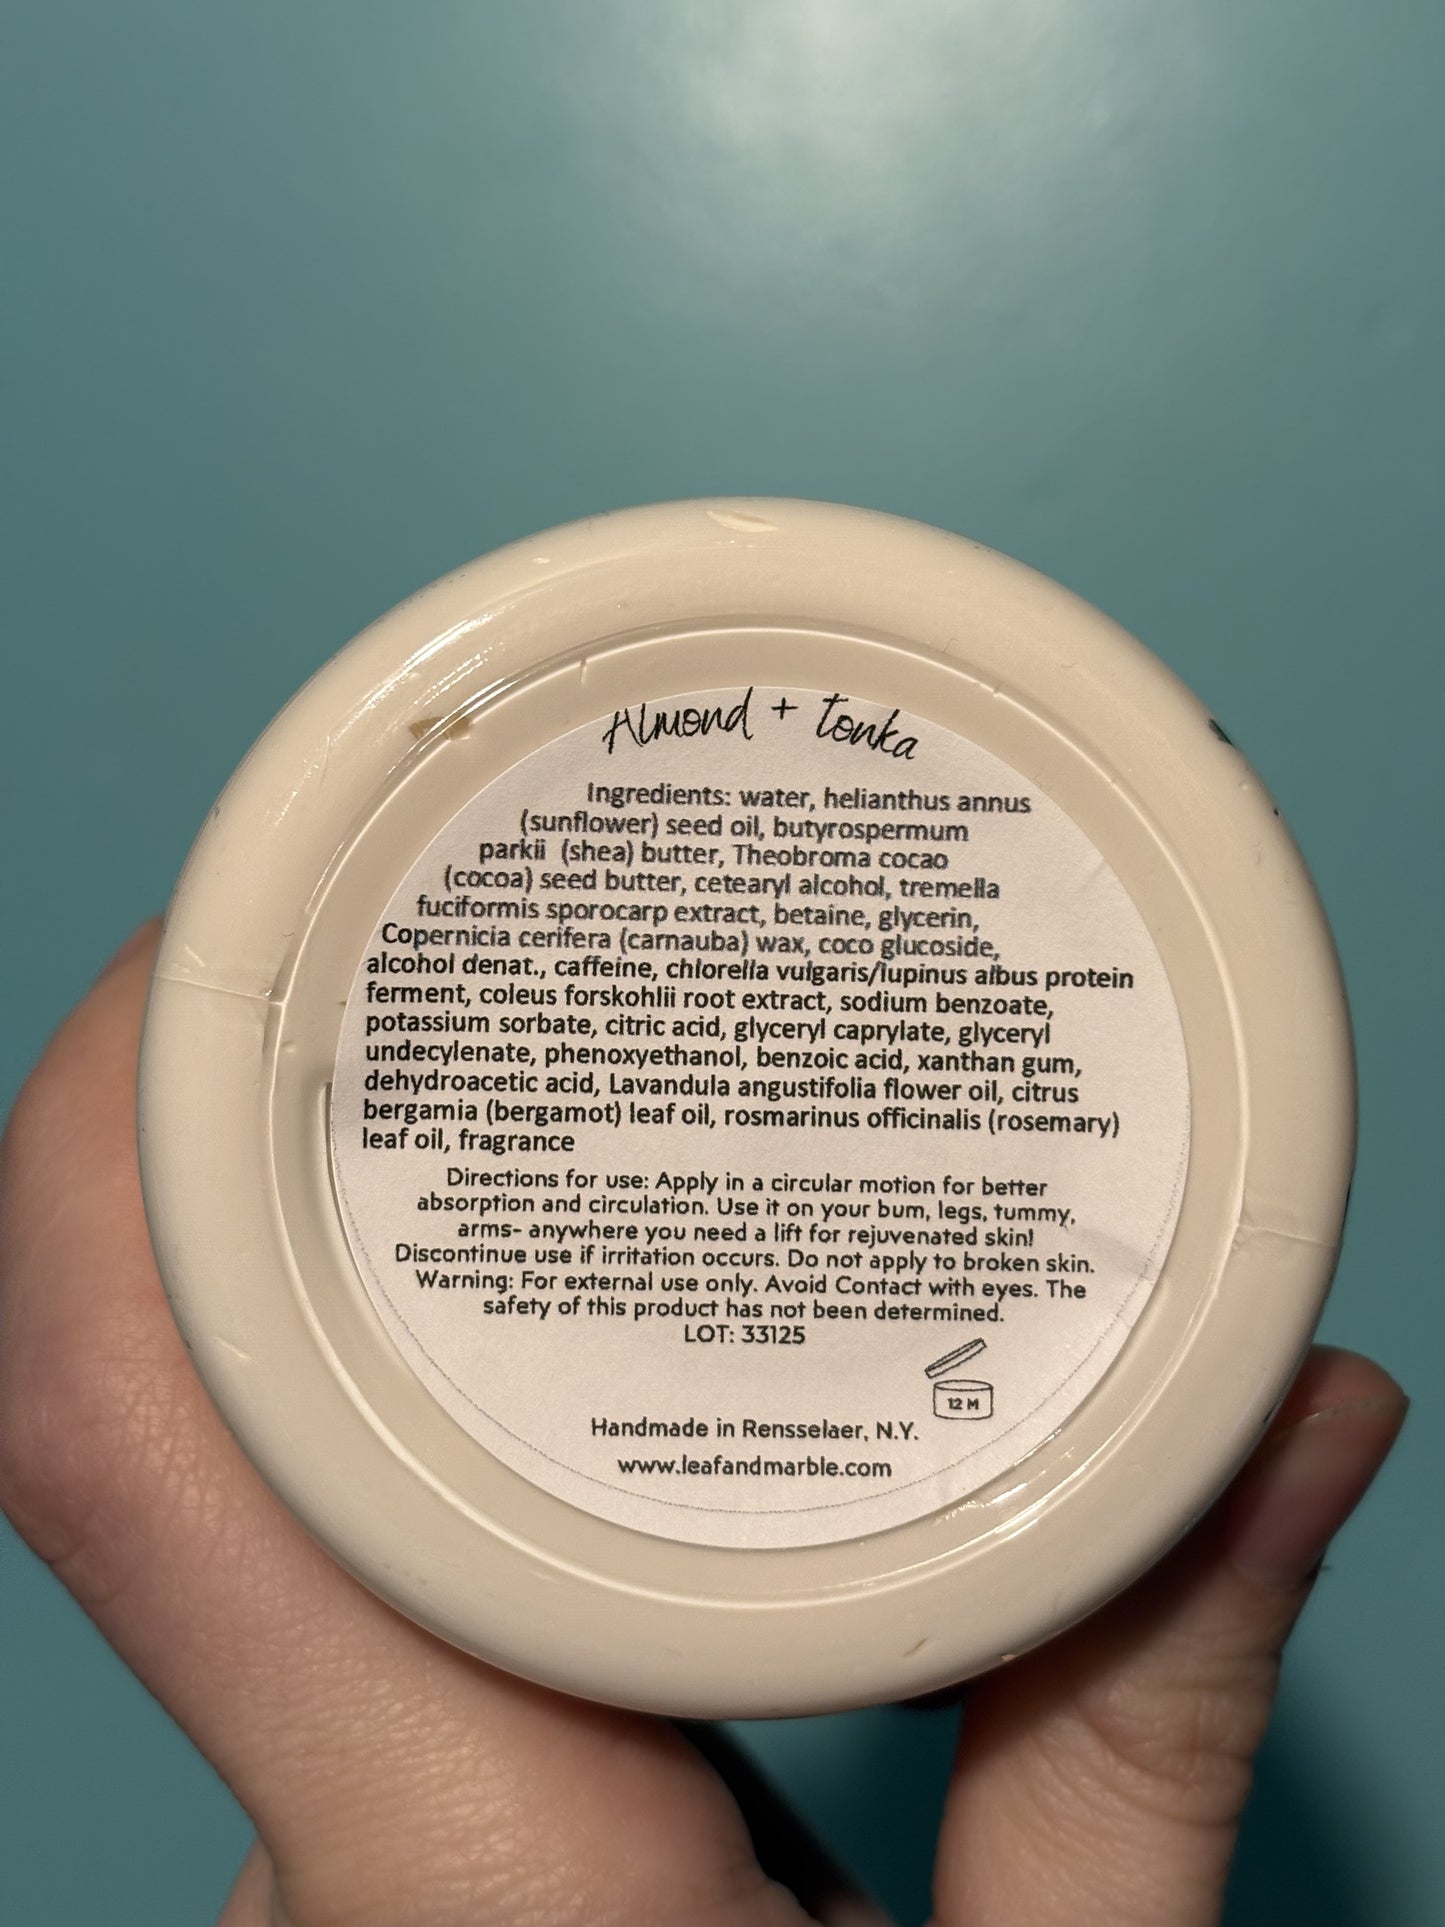 Almond + Tonka
Ingredients: water, helianthus annus
(sunflower) seed oil, butyrospermum
parkii (shea) butter, Theobroma cocao
(cocoa) seed butter, cetearyl alcohol, tremella
fuciformis sporocarp extract, betaine, glycerin,
Copernicia cerifera (carnauba) wax, coco glucoside,
alcohol denat., caffeine, chlorella vulgaris/lupinus albus protein
ferment, coleus forskohlii root extract, sodium benzoate,
potassium sorbate, citric acid, glyceryl caprylate, glyceryl
undecylenate, phenoxyethanol, benzoic acid, xanthan gum,
dehydroacetic acid, Lavandula angustifolia flower oil, citrus
bergamia (bergamot) leaf oil, rosmarinus officinalis (rosemary)
leaf oil, fragrance
Directions for use: Apply in a circular motion for better
absorption and circulation. Use it on your bum, legs, tummy,
arms- anywhere you need a lift for rejuvenated skin!
Discontinue use if irritation occurs. Do not apply to broken skin.
Warning: For external use only. Avoid Contact with eyes. The
safety of this product has not been determined.
LOT: 33125
12 M
Handmade in Rensselaer, N.Y.
www.leafandmarble.com